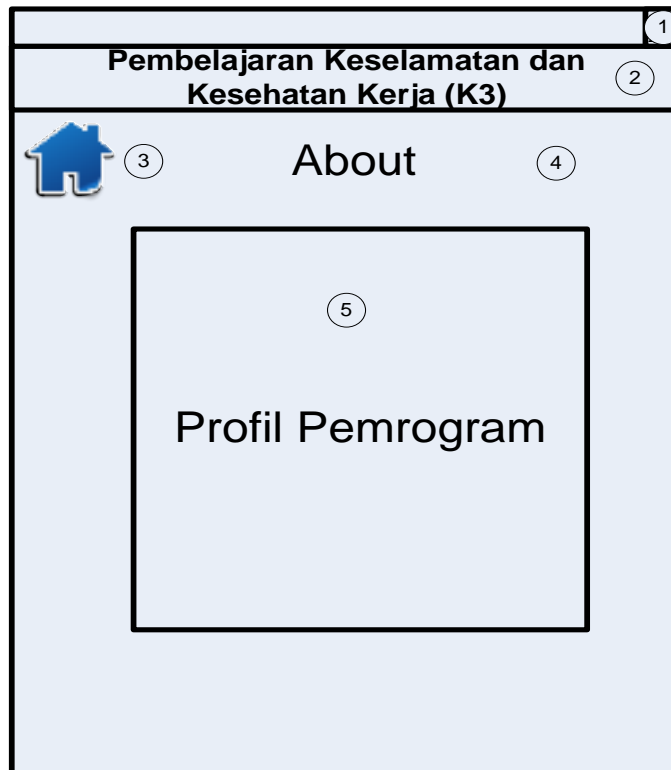 1
Pembelajaran Keselamatan dan
Kesehatan Kerja (K3)
2
3
About
4
5
Profil Pemrogram